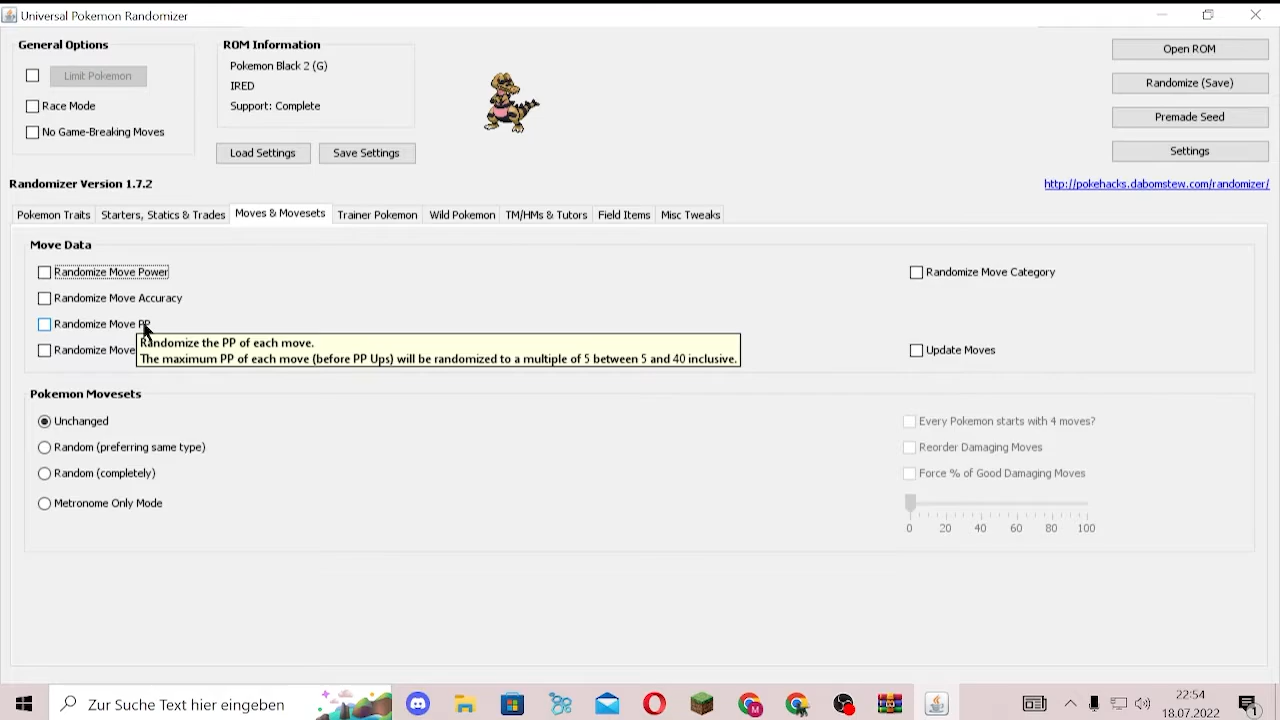 Universal Pokemon Randomizer
General Options
Limit Pokemon
Race Mode
No Game-Breaking Moves
ROM Information
Pokemon Black 2 (G)
IRED
Support: Complete
Load Settings
Save Settings
Open ROM
Randomize (Save)
Premade Seed
Settings
Randomizer Version 1.7.2
http://pokehacks.dabomstew.com/randomizer/
Pokemon Traits
Starters, Statics & Trades
Moves & Movesets
Trainer Pokemon
Wild Pokemon
TM/HMs & Tutors
Field Items
Misc Tweaks
Move Data
Randomize Move Power
Randomize Move Category
Randomize Move Accuracy
Randomize Move PP
Randomize the PP of each move.
The maximum PP of each move (before PP Ups) will be randomized to a multiple of 5 between 5 and 40 inclusive.
Randomize Move
Update Moves
Pokemon Movesets
Unchanged
Random (preferring same type)
Random (completely)
Metronome Only Mode
Every Pokemon starts with 4 moves?
Reorder Damaging Moves
Force % of Good Damaging Moves
0 20 40 60 80 100
Zur Suche Text hier eingeben
22:54
18.07.2022
1